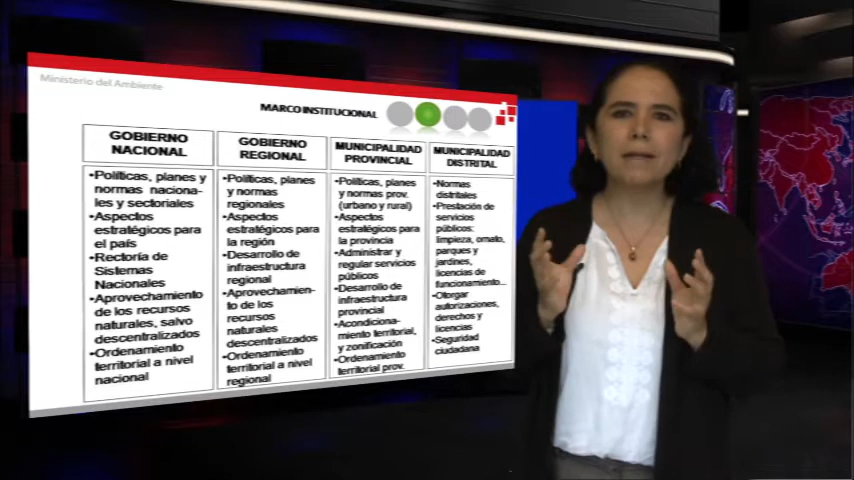 Ministerio del Ambiente
MARCO INSTITUCIONAL
GOBIERNO
NACIONAL
•Políticas, planes y
normas naciona-
les y sectoriales
•Aspectos
estratégicos para
el país
•Rectoría de
Sistemas
Nacionales
•Aprovechamiento
de los recursos
naturales, salvo
descentralizados
•Ordenamiento
territorial a nivel
nacional
GOBIERNO
REGIONAL
•Políticas, planes
y normas
regionales
•Aspectos
estratégicos para
la región
•Desarrollo de
infraestructura
regional
•Aprovechamien-
to de los
recursos
naturales
descentralizados
•Ordenamiento
territorial a nivel
regional
MUNICIPALIDAD
PROVINCIAL
•Políticas, planes
y normas prov.
(urbano y rural)
•Aspectos
estratégicos para
la provincia
•Administrar y
regular servicios
públicos
•Desarrollo de
infraestructura
provincial
•Acondiciona-
miento territorial,
y zonificación
•Ordenamiento
territorial prov.
MUNICIPALIDAD
DISTRITAL
•Normas
distritales
•Prestación de
servicios
públicos:
limpieza, ornato,
parques y
jardines,
licencias de
funcionamiento...
•Otorgar
autorizaciones,
derechos y
licencias
•Seguridad
ciudadana